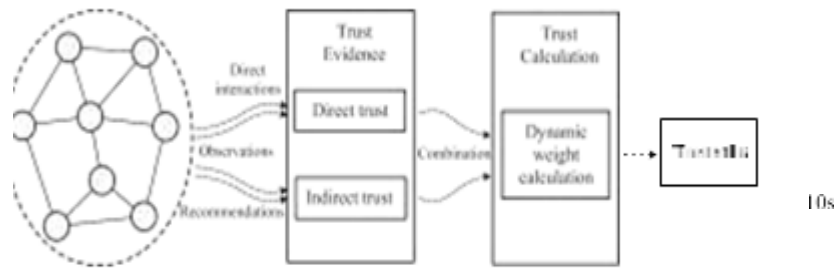 Trust
Evidence
Trust
Calculation
Direct
interactions
Direct trust
Observations
Combination
Dynamic
weight
calculation
Indirect trust
Recommendations
10s